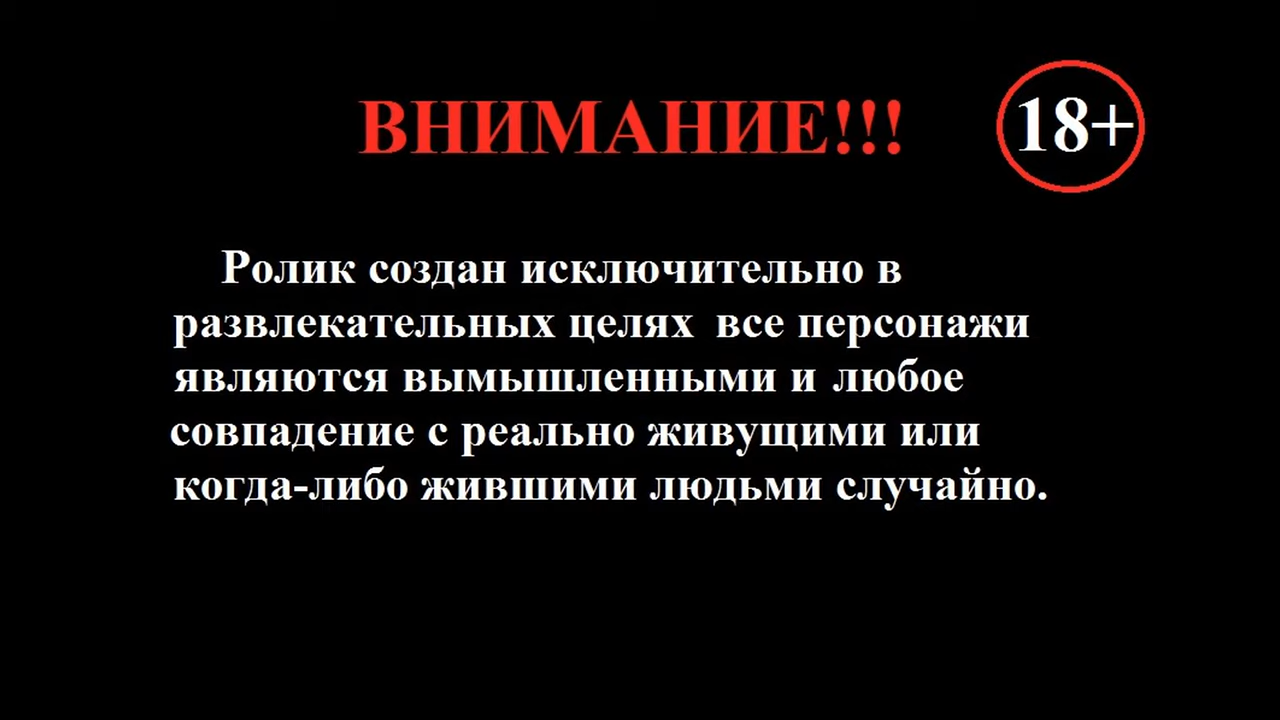 ВНИМАНИЕ!!!
18+
Ролик создан исключительно в
развлекательных целях все персонажи
являются вымышленными и любое
совпадение с реально живущими или
когда-либо жившими людьми случайно.